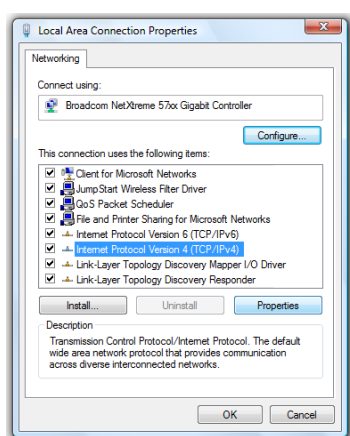 Local Area Connection Properties
Networking
Connect using:
Broadcom NetXtreme 57xx Gigabit Controller
Configure...
This connection uses the following items:
Client for Microsoft Networks
JumpStart Wireless Filter Driver
QoS Packet Scheduler
File and Printer Sharing for Microsoft Networks
Internet Protocol Version 6 (TCP/IPv6)
Internet Protocol Version 4 (TCP/IPv4)
Link-Layer Topology Discovery Mapper I/O Driver
Link-Layer Topology Discovery Responder
Install... Uninstall Properties
Description
Transmission Control Protocol/Internet Protocol. The default
wide area network protocol that provides communication
across diverse interconnected networks.
OK Cancel